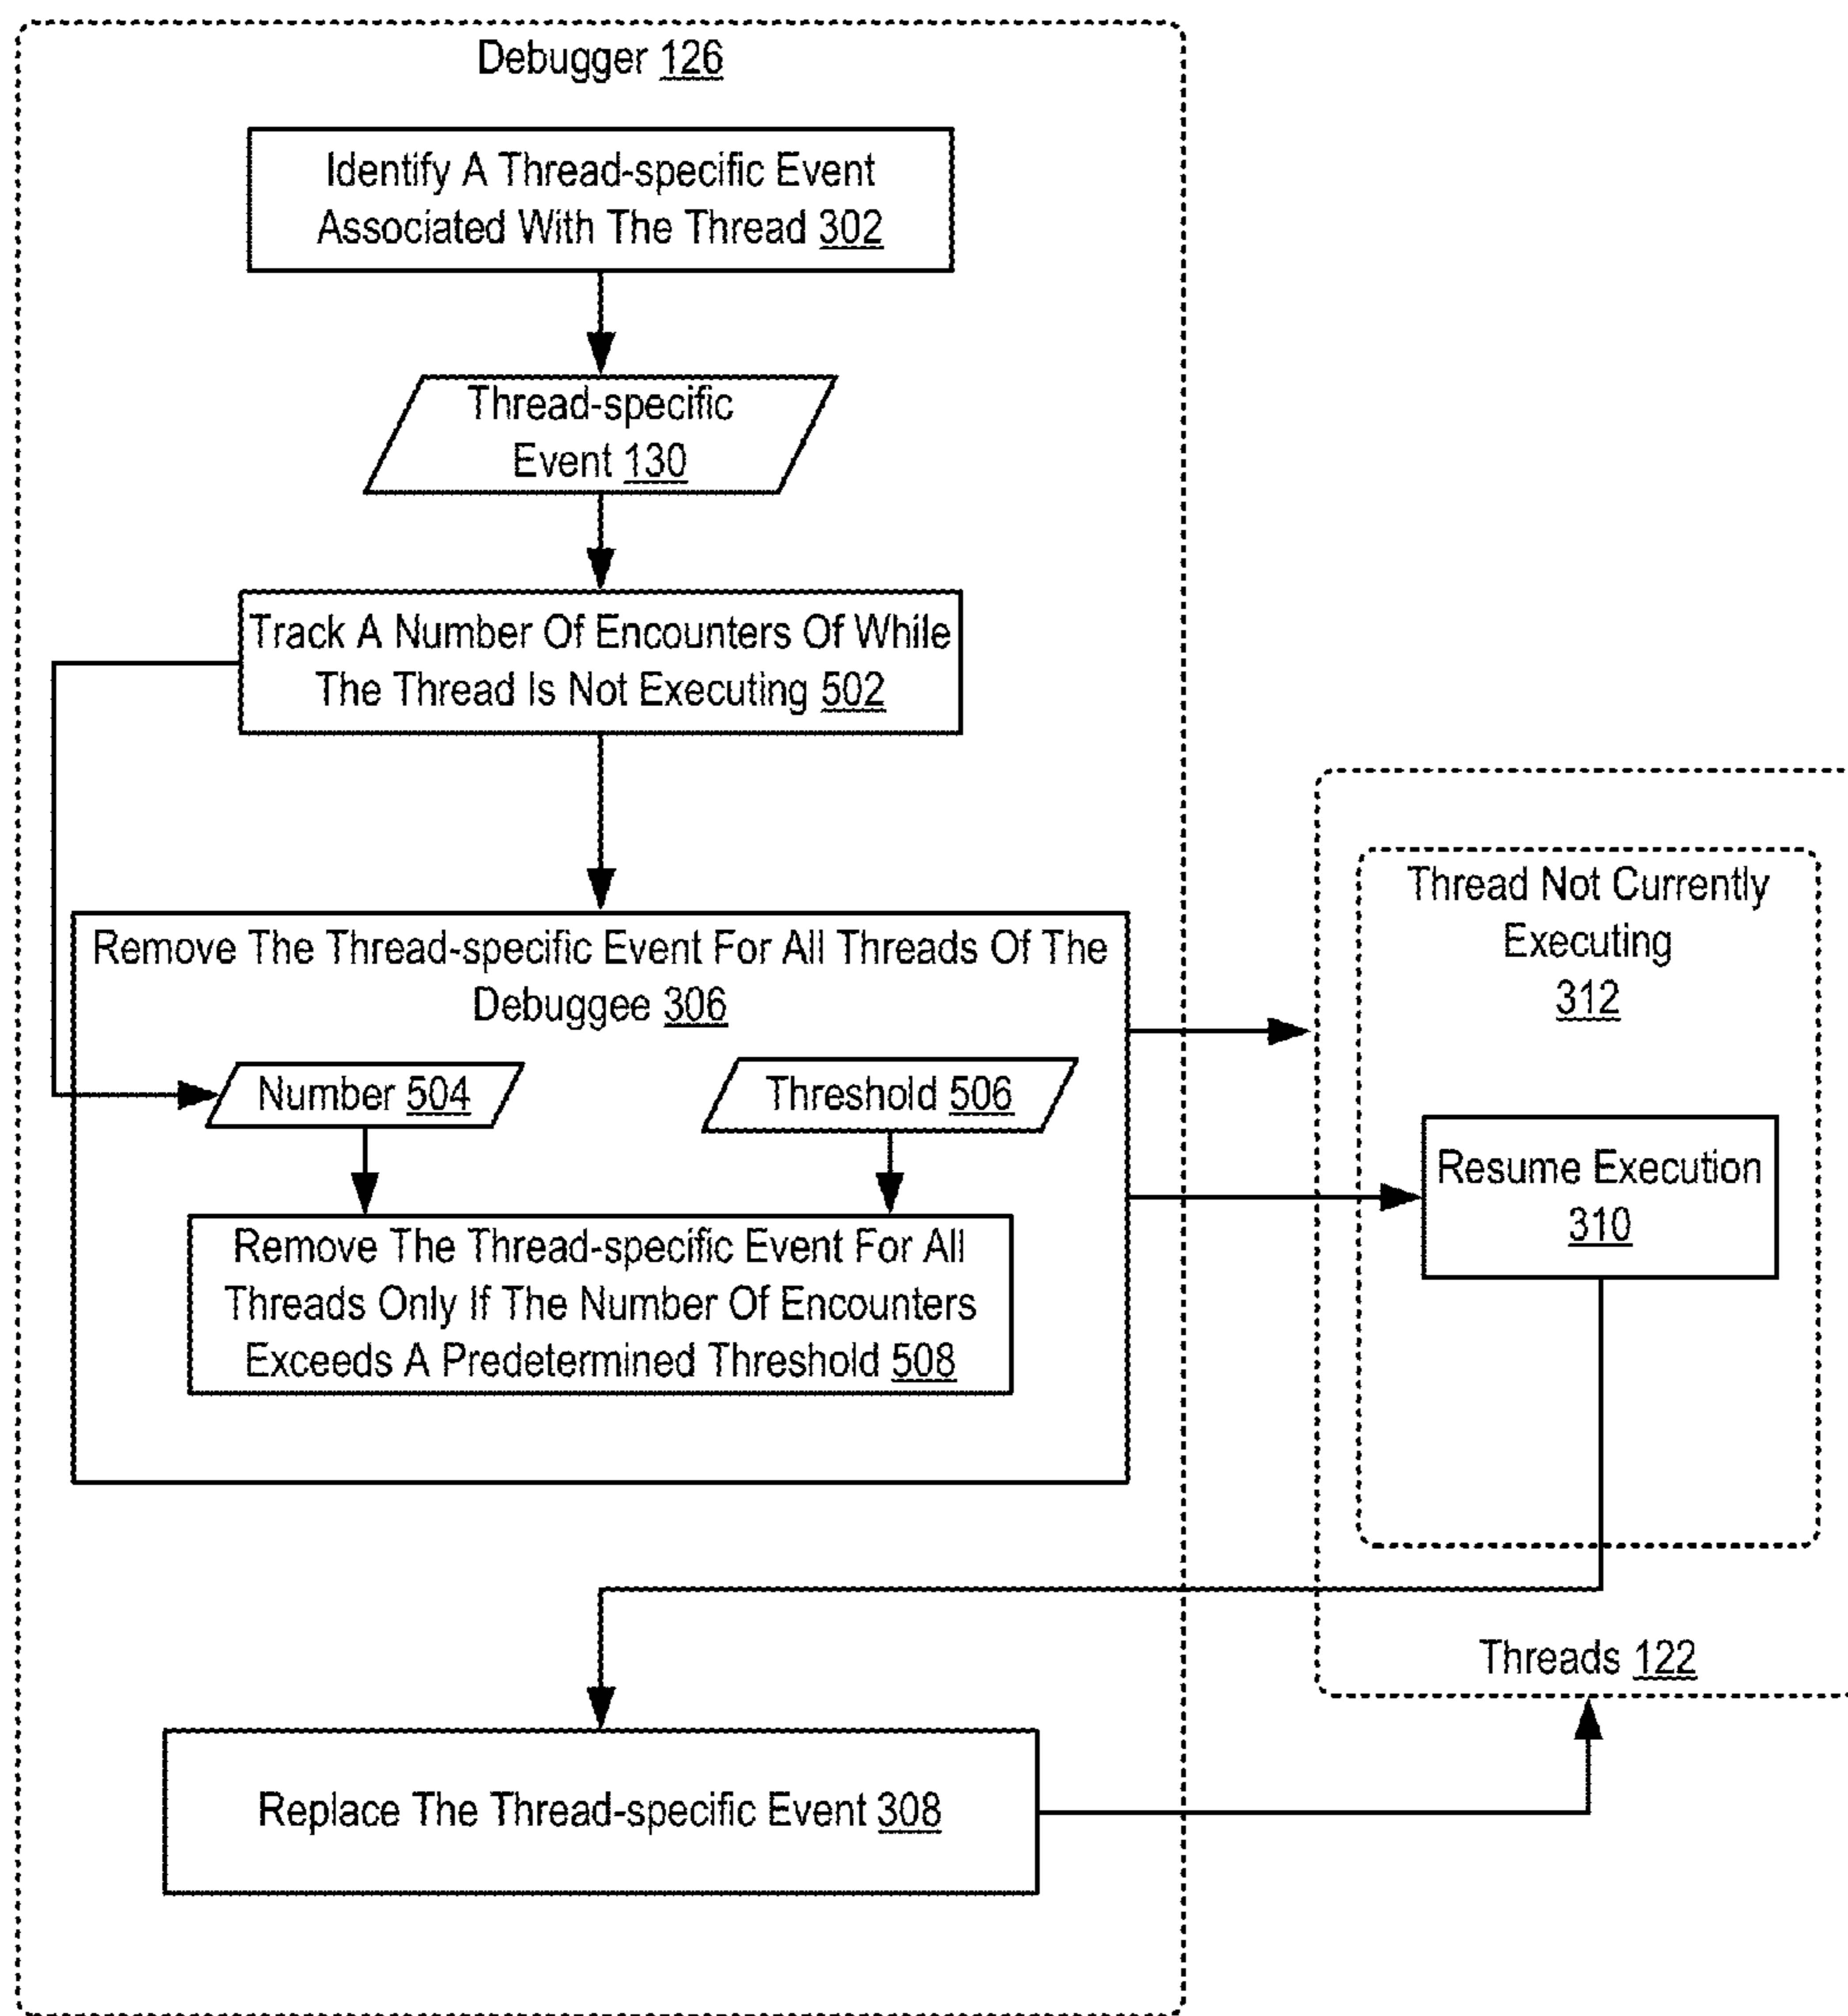 Debugger 126
Identify A Thread-specific Event
Associated With The Thread 302
Thread-specific
Event 130
Track A Number Of Encounters Of While
The Thread Is Not Executing 502
Remove The Thread-specific Event For All Threads Of The
Debuggee 306
Number 504
Threshold 506
Remove The Thread-specific Event For All
Threads Only If The Number Of Encounters
Exceeds A Predetermined Threshold 508
Thread Not Currently
Executing
312
Resume Execution
310
Threads 122
Replace The Thread-specific Event 308